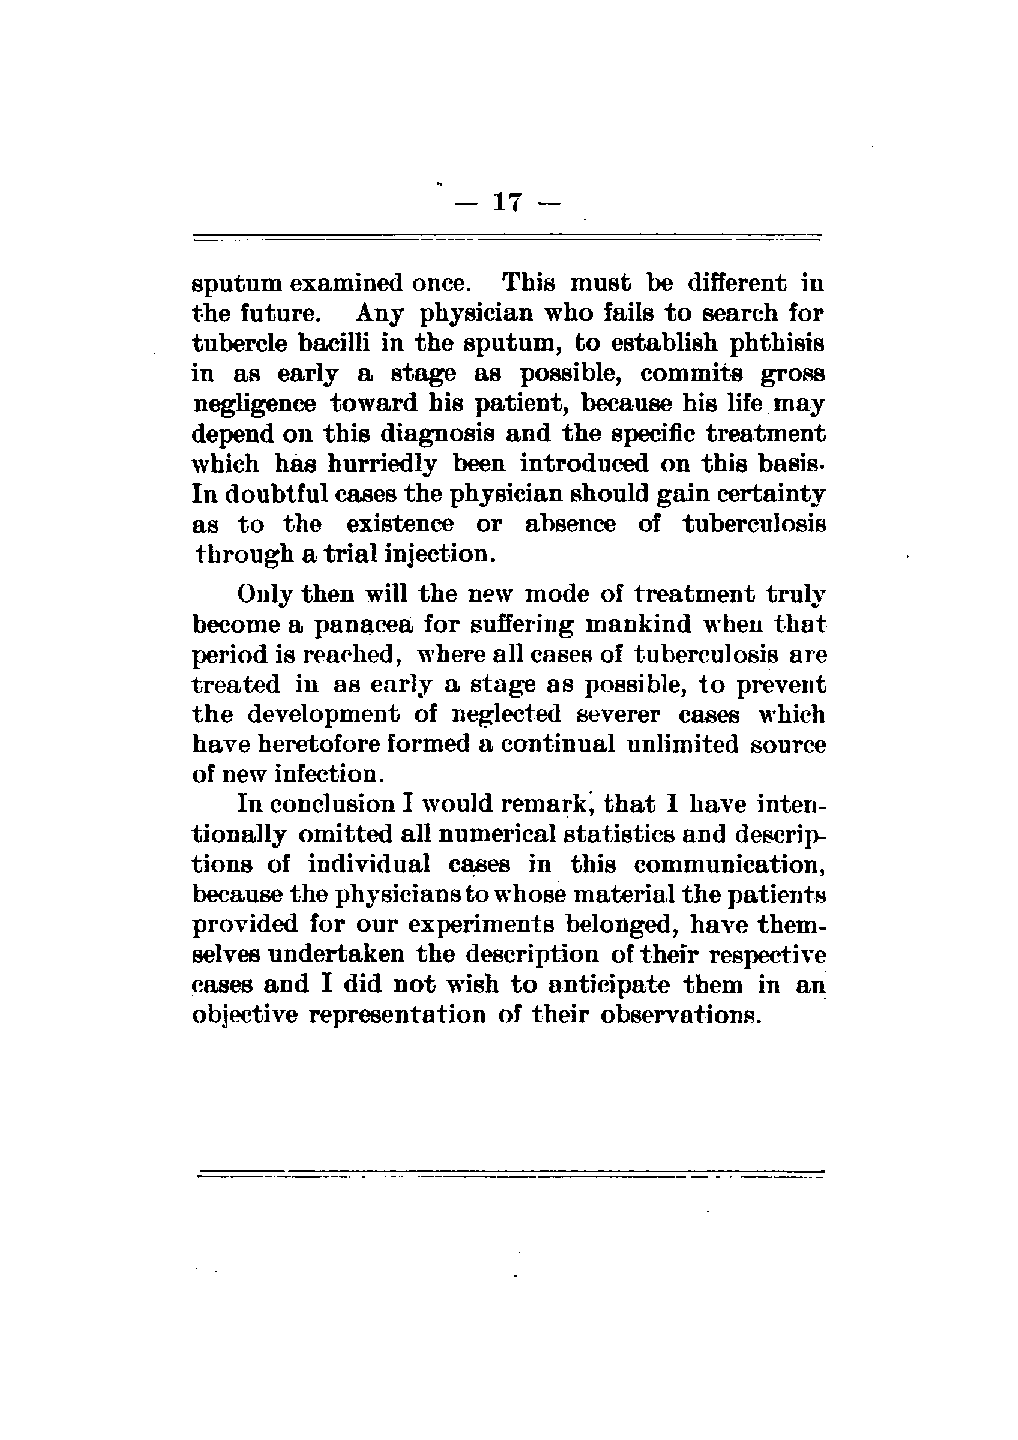 — 17 —
sputum examined once. This must be different in
the future. Any physician who fails to search for
tubercle bacilli in the sputum, to establish phthisis
in as early a stage as possible, commits gross
negligence toward his patient, because his life may
depend on this diagnosis and the specific treatment
which has hurriedly been introduced on this basis.
In doubtful cases the physician should gain certainty
as to the existence or absence of tuberculosis
through a trial injection.
Only then will the new mode of treatment truly
become a panacea for suffering mankind when that
period is reached, where all cases of tuberculosis are
treated in as early a stage as possible, to prevent
the development of neglected severer cases which
have heretofore formed a continual unlimited source
of new infection.
In conclusion I would remark, that I have inten-
tionally omitted all numerical statistics and descrip-
tions of individual cases in this communication,
because the physicians to whose material the patients
provided for our experiments belonged, have them-
selves undertaken the description of their respective
cases and I did not wish to anticipate them in an
objective representation of their observations.